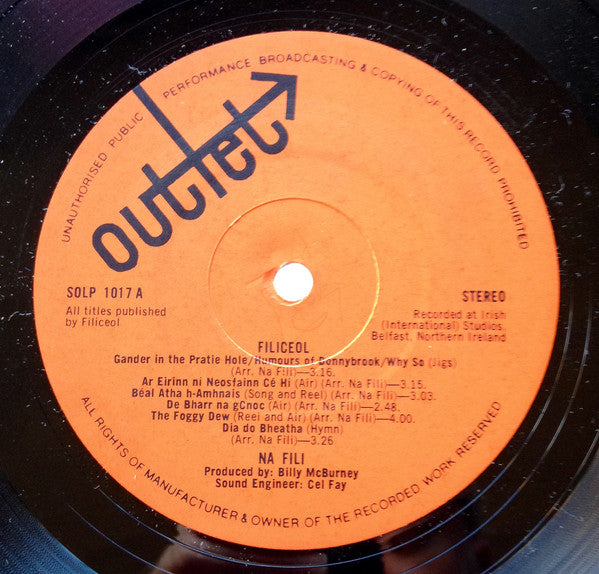 UNAUTHORISED PUBLIC PERFORMANCE BROADCASTING & COPYING OF THIS RECORD PROHIBITED
outlet
SOLP 1017 A
All titles published
by Filiceol
STEREO
Recorded at Irish
(International) Studios,
Belfast, Northern Ireland
FILICEOL
Gander in the Pratie Hole/Humours of Donnybrook/Why So (Jigs)
(Arr. Na Fili)—3.16.
Ar Eirinn ni Neosfainn Cé Hi (Air) (Arr. Na Fili)—3.15.
Béal Atha h-Amhnais (Song and Reel) (Arr. Na Fili)—3.03.
De Bharr na gCnoc (Air) (Arr. Na Fili)—2.48.
The Foggy Dew (Reel and Air) (Arr. Na Fili)—4.00.
Dia do Bheatha (Hymn)
(Arr. Na Fili)—3.26
NA FILI
Produced by: Billy McBurney
Sound Engineer: Cel Fay
ALL RIGHTS OF MANUFACTURER & OWNER OF THE RECORDED WORK RESERVED